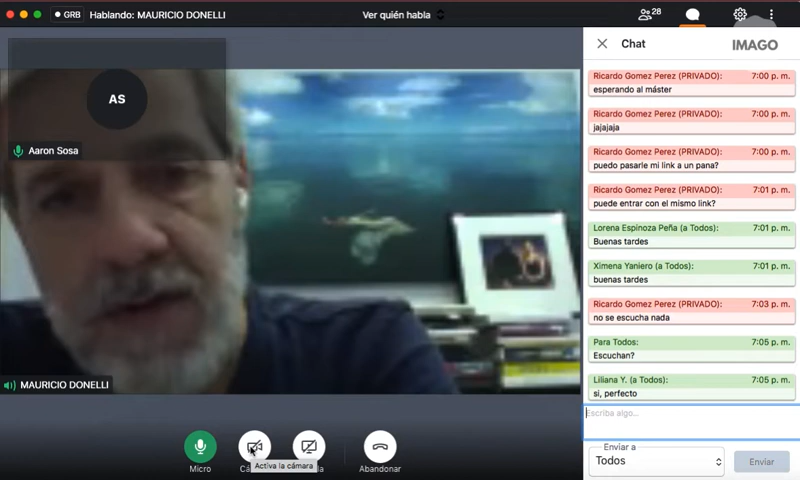 GRB
Hablando: MAURICIO DONELLI
Ver quién habla
28
Chat
IMAGO
AS
Aaron Sosa
Ricardo Gomez Perez (PRIVADO): 7:00 p. m.
esperando al máster
Ricardo Gomez Perez (PRIVADO): 7:00 p. m.
jajajaja
Ricardo Gomez Perez (PRIVADO): 7:00 p. m.
puedo pasarle mi link a un pana?
Ricardo Gomez Perez (PRIVADO): 7:01 p. m.
puede entrar con el mismo link?
Lorena Espinoza Peña (a Todos): 7:01 p. m.
Buenas tardes
Ximena Yaniero (a Todos): 7:01 p. m.
buenas tardes
Ricardo Gomez Perez (PRIVADO): 7:03 p. m.
no se escucha nada
Para Todos: 7:05 p. m.
Escuchan?
Liliana Y. (a Todos): 7:05 p. m.
si, perfecto
MAURICIO DONELLI
Escriba algo...
Enviar a
Todos
Enviar
Micro
Activa la cámara
Abandonar